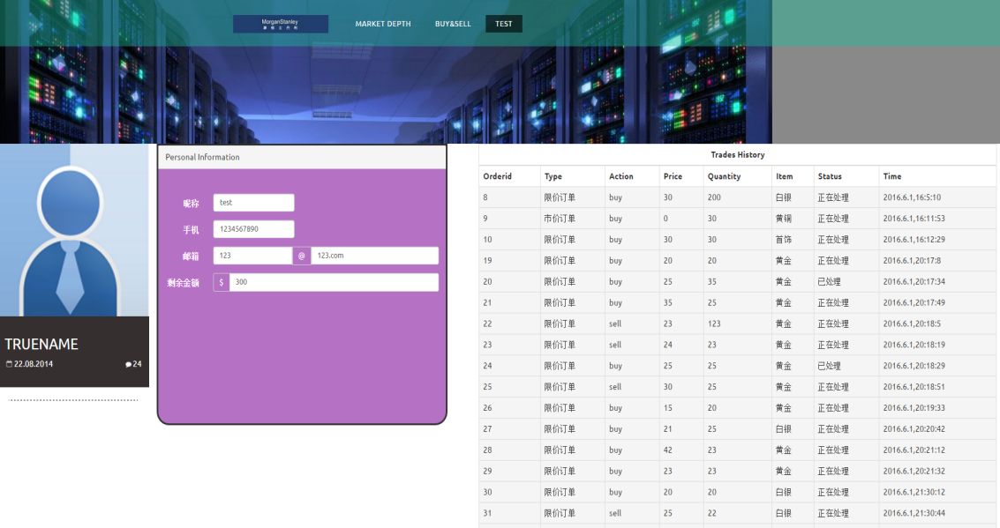 MorganStanley
摩 根 士 丹 利
MARKET DEPTH BUY&SELL TEST
TRUENAME
22.08.2014 24
Personal Information
昵称 test
手机 1234567890
邮箱 123 @ 123.com
剩余金额 $ 300
Trades History
Orderid Type Action Price Quantity Item Status Time
8 限价订单 buy 30 200 白银 正在处理 2016.6.1,16:5:10
9 市价订单 buy 0 30 黄铜 正在处理 2016.6.1,16:11:53
10 限价订单 buy 30 30 首饰 正在处理 2016.6.1,16:12:29
19 限价订单 buy 20 20 黄金 正在处理 2016.6.1,20:17:8
20 限价订单 buy 25 35 黄金 已处理 2016.6.1,20:17:34
21 限价订单 buy 35 25 黄金 正在处理 2016.6.1,20:17:49
22 限价订单 sell 23 123 黄金 正在处理 2016.6.1,20:18:5
23 限价订单 sell 24 23 黄金 正在处理 2016.6.1,20:18:19
24 限价订单 buy 25 25 黄金 已处理 2016.6.1,20:18:29
25 限价订单 sell 30 25 黄金 正在处理 2016.6.1,20:18:51
26 限价订单 buy 15 20 黄金 正在处理 2016.6.1,20:19:33
27 限价订单 buy 21 25 白银 正在处理 2016.6.1,20:20:42
28 限价订单 buy 42 23 黄金 正在处理 2016.6.1,20:21:12
29 限价订单 buy 23 23 黄金 正在处理 2016.6.1,20:21:32
30 限价订单 buy 20 20 白银 正在处理 2016.6.1,21:30:12
31 限价订单 sell 25 22 白银 正在处理 2016.6.1,21:30:44